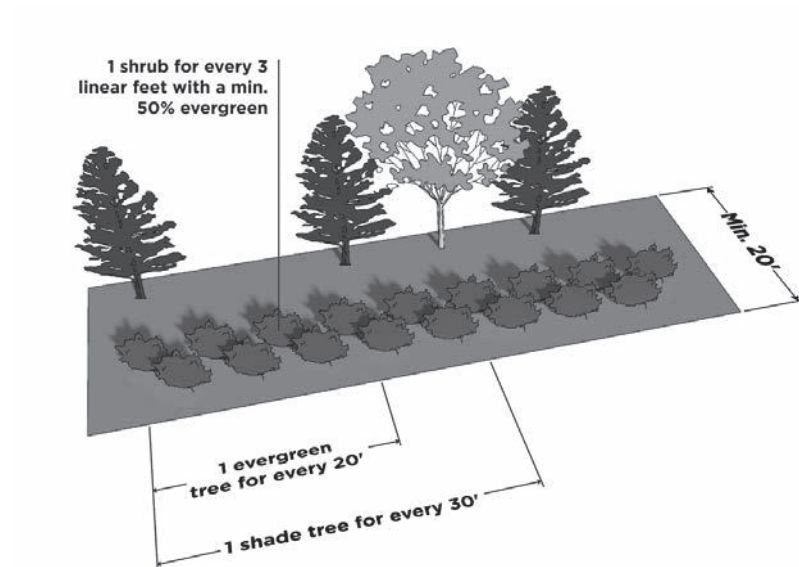 1 shrub for every 3
linear feet with a min.
50% evergreen
Min. 20'
1 evergreen
tree for every 20'
1 shade tree for every 30'